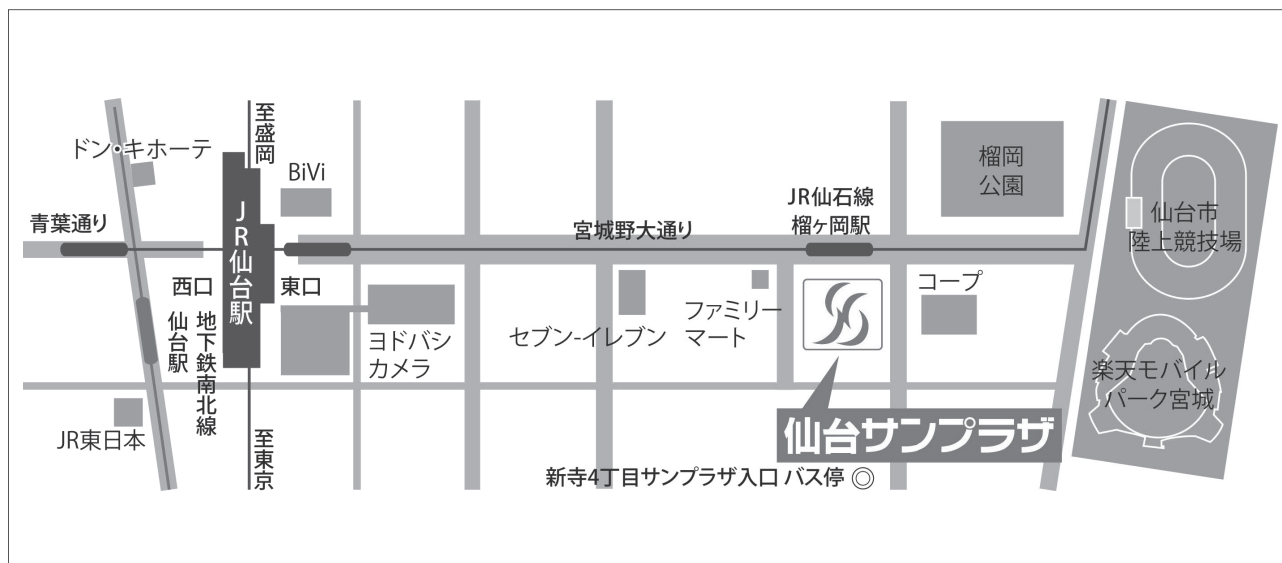 至盛岡
ドン・キホーテ
BiVi
青葉通り
JR仙台駅
宮城野大通り
JR仙石線
榴ヶ岡駅
榴岡
公園
仙台市
陸上競技場
西口
東口
地下鉄南北線
仙台駅
ヨドバシ
カメラ
セブン-イレブン
ファミリー
マート
コープ
楽天モバイル
パーク宮城
JR東日本
至東京
仙台サンプラザ
新寺4丁目サンプラザ入口 バス停 ◎